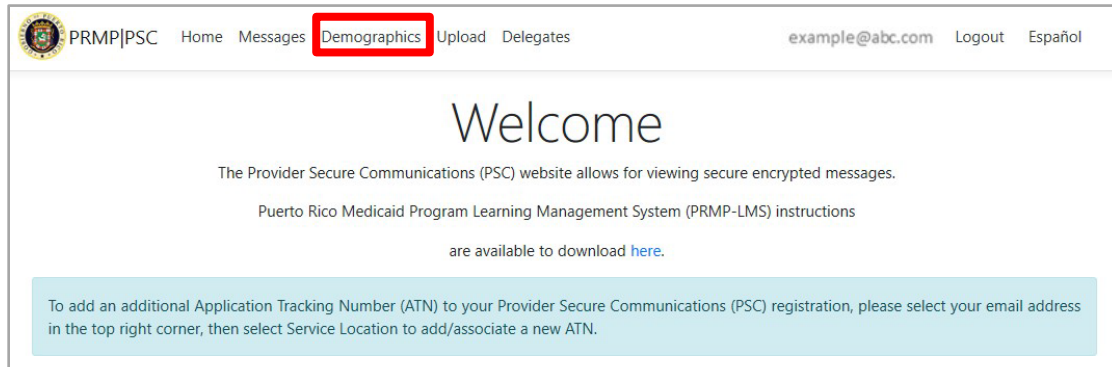 PRMP|PSC Home Messages Demographics Upload Delegates example@abc.com Logout Español
Welcome
The Provider Secure Communications (PSC) website allows for viewing secure encrypted messages.
Puerto Rico Medicaid Program Learning Management System (PRMP-LMS) instructions
are available to download here.
To add an additional Application Tracking Number (ATN) to your Provider Secure Communications (PSC) registration, please select your email address
in the top right corner, then select Service Location to add/associate a new ATN.